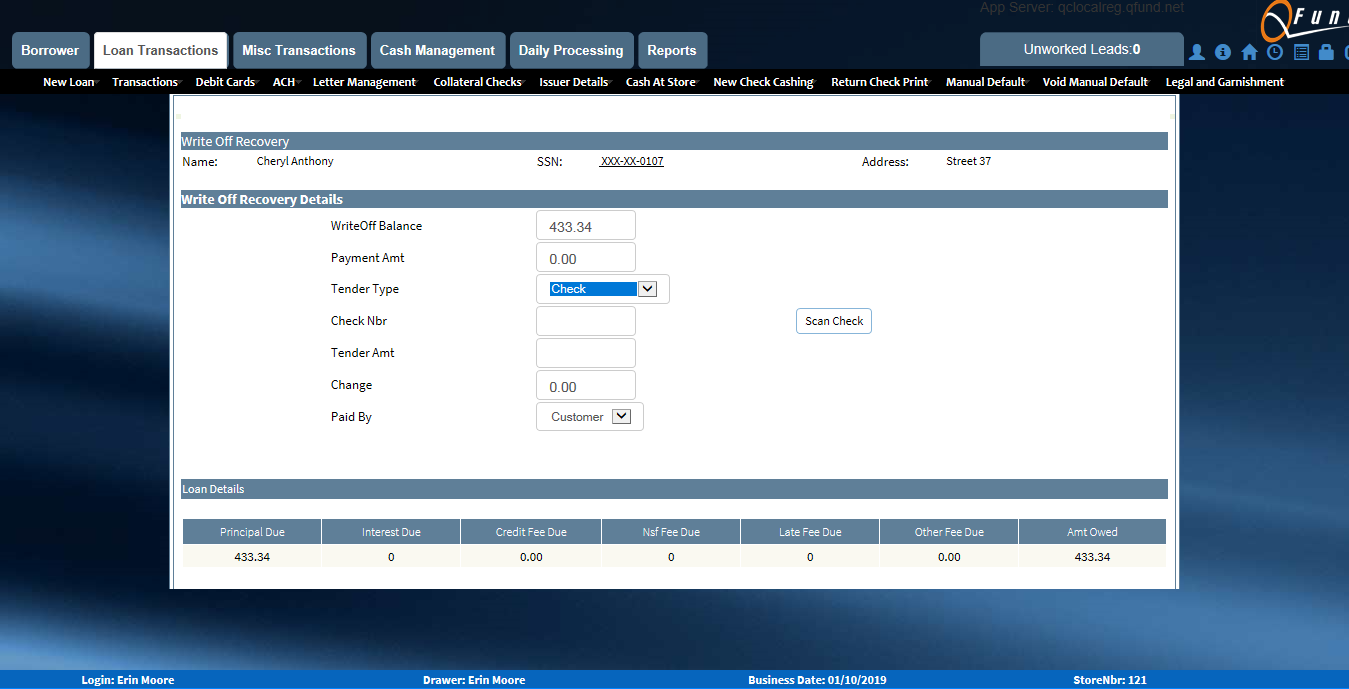 App Server: qclocalreg.qfund.net
QFun
Borrower Loan Transactions Misc Transactions Cash Management Daily Processing Reports Unworked Leads:0
New Loan Transactions Debit Cards ACH Letter Management Collateral Checks Issuer Details Cash At Store New Check Cashing Return Check Print Manual Default Void Manual Default Legal and Garnishment
Write Off Recovery
Name: Cheryl Anthony SSN: XXX-XX-0107 Address: Street 37
Write Off Recovery Details
WriteOff Balance 433.34
Payment Amt 0.00
Tender Type Check
Check Nbr Scan Check
Tender Amt
Change 0.00
Paid By Customer
Loan Details
Principal Due Interest Due Credit Fee Due Nsf Fee Due Late Fee Due Other Fee Due Amt Owed
433.34 0 0.00 0 0 0.00 433.34
Login: Erin Moore Drawer: Erin Moore Business Date: 01/10/2019 StoreNbr: 121